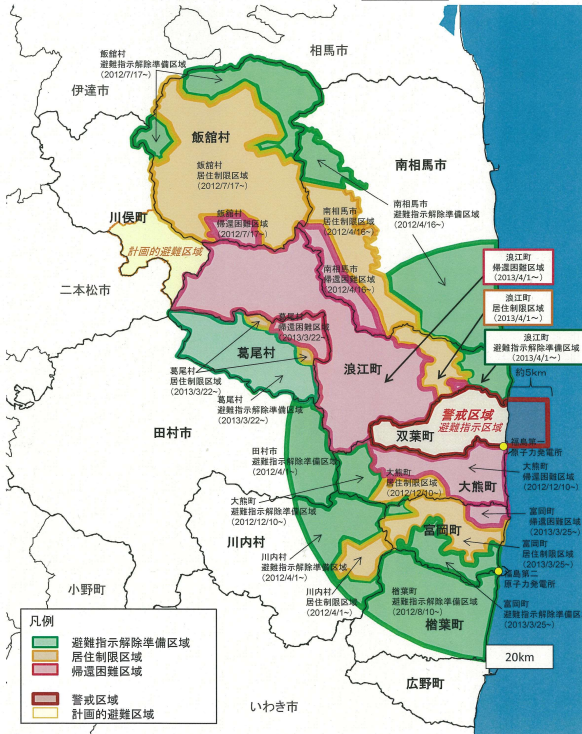 相馬市
飯舘村
避難指示解除準備区域
(2012/7/17~)
伊達市
飯舘村
飯舘村
居住制限区域
(2012/7/17~)
南相馬市
南相馬市
避難指示解除準備区域
(2012/4/16~)
川俣町
計画的避難区域
飯舘村
帰還困難区域
(2012/7/17~)
南相馬市
居住制限区域
(2012/4/16~)
南相馬市
帰還困難区域
(2012/4/16~)
浪江町
帰還困難区域
(2013/4/1~)
浪江町
居住制限区域
(2013/4/1~)
浪江町
避難指示解除準備区域
(2013/4/1~)
二本松市
葛尾村
帰還困難区域
(2013/3/22~)
葛尾村
葛尾村
居住制限区域
(2013/3/22~)
葛尾村
避難指示解除準備区域
(2013/3/22~)
浪江町
約5km
警戒区域
避難指示区域
双葉町
福島第一
原子力発電所
田村市
田村市
避難指示解除準備区域
(2012/4/1~)
大熊町
居住制限区域
(2012/12/10~)
大熊町
帰還困難区域
(2012/12/10~)
大熊町
大熊町
避難指示解除準備区域
(2012/12/10~)
富岡町
帰還困難区域
(2013/3/25~)
富岡町
富岡町
居住制限区域
(2013/3/25~)
川内村
川内村
避難指示解除準備区域
(2012/4/1~)
川内村
居住制限区域
(2012/4/1~)
福島第二
原子力発電所
楢葉町
避難指示解除準備区域
(2012/8/10~)
富岡町
避難指示解除準備区域
(2013/3/25~)
楢葉町
小野町
20km
広野町
いわき市
凡例
避難指示解除準備区域
居住制限区域
帰還困難区域
警戒区域
計画的避難区域